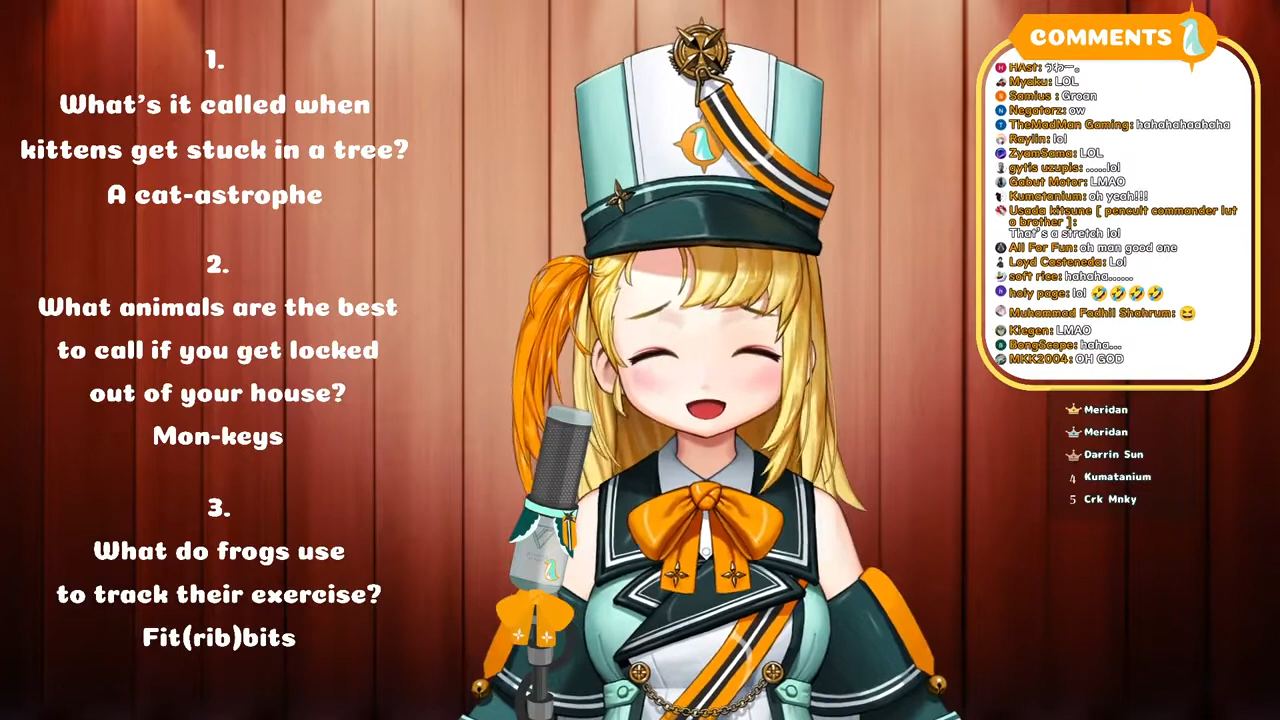 1.
What's it called when
kittens get stuck in a tree?
A cat-astrophe
2.
What animals are the best
to call if you get locked
out of your house?
Mon-keys
3.
What do frogs use
to track their exercise?
Fit(rib)bits
COMMENTS
HAst: うわー。
Myaku: LOL
Samius : Groan
Negatorz: ow
TheMadMan Gaming: hahahahaahaha
Raylin: lol
ZyamSama: LOL
gytis uzupis: .....lol
Gabut Motor: LMAO
Kumatanium: oh yeah!!!
Usada kitsune [ pencult commander lut
a brother ]:
That's a stretch lol
All For Fun: oh man good one
Loyd Casteneda: Lol
soft rice: hahaha......
holy page: lol 🤣🤣🤣🤣
Muhammad Fadhil Shahrum: 😆
Kiegen: LMAO
BongScope: haha...
MKK2004: OH GOD
Meridan
Meridan
Darrin Sun
4 Kumatanium
5 Crk Mnky